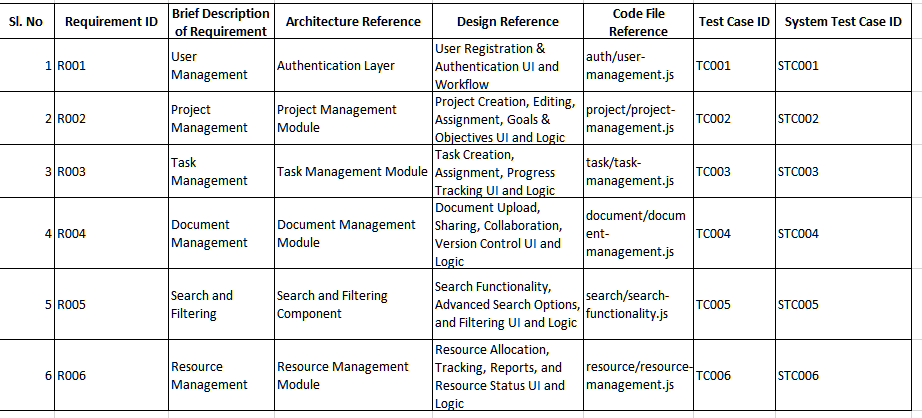 Sl. No Requirement ID Brief Description of Requirement Architecture Reference Design Reference Code File Reference Test Case ID System Test Case ID
1 R001 User Management Authentication Layer User Registration & Authentication UI and Workflow auth/user-management.js TC001 STC001
2 R002 Project Management Project Management Module Project Creation, Editing, Assignment, Goals & Objectives UI and Logic project/project-management.js TC002 STC002
3 R003 Task Management Task Management Module Task Creation, Assignment, Progress Tracking UI and Logic task/task-management.js TC003 STC003
4 R004 Document Management Document Management Module Document Upload, Sharing, Collaboration, Version Control UI and Logic document/document-management.js TC004 STC004
5 R005 Search and Filtering Search and Filtering Component Search Functionality, Advanced Search Options, and Filtering UI and Logic search/search-functionality.js TC005 STC005
6 R006 Resource Management Resource Management Module Resource Allocation, Tracking, Reports, and Resource Status UI and Logic resource/resource-management.js TC006 STC006